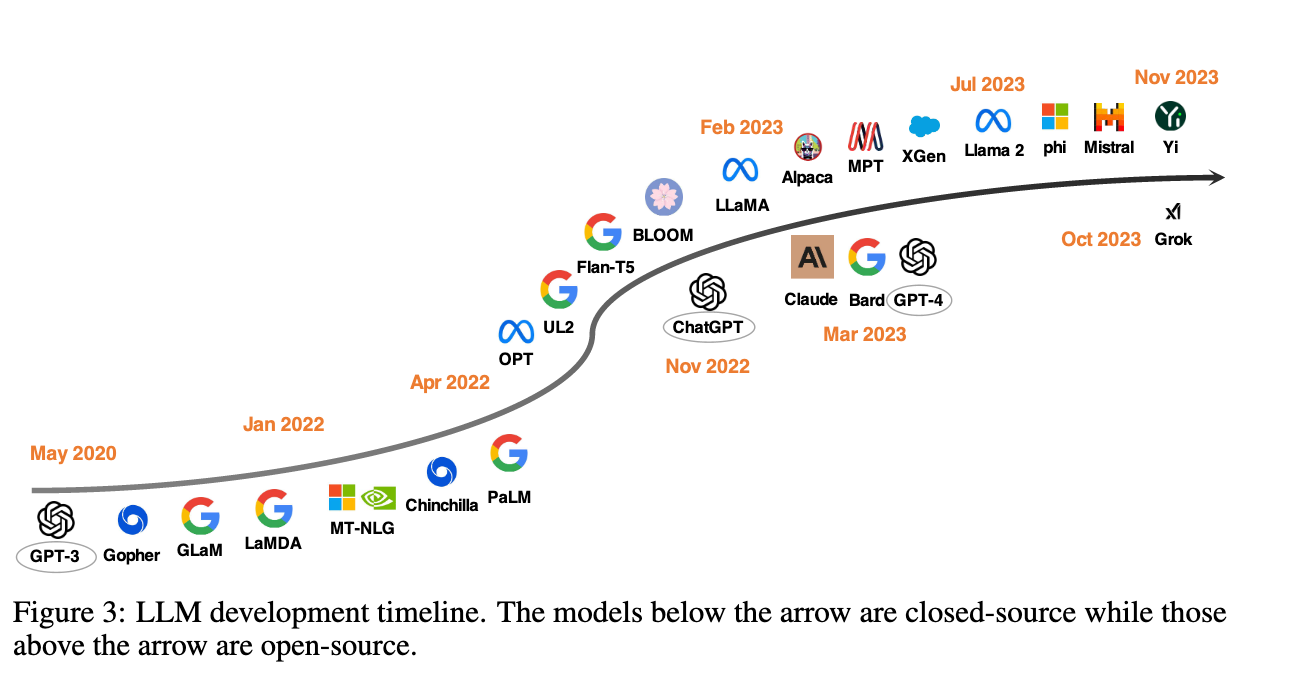 Nov 2023
Jul 2023
Feb 2023
Yi
Mistral
phi
Llama 2
XGen
MPT
Alpaca
LLaMA
BLOOM
Flan-T5
UL2
OPT
xI
Grok
Oct 2023
AI
Claude
Bard
GPT-4
Mar 2023
ChatGPT
Nov 2022
Apr 2022
Jan 2022
May 2020
PaLM
Chinchilla
MT-NLG
LaMDA
GLaM
Gopher
GPT-3
Figure 3: LLM development timeline. The models below the arrow are closed-source while those
above the arrow are open-source.